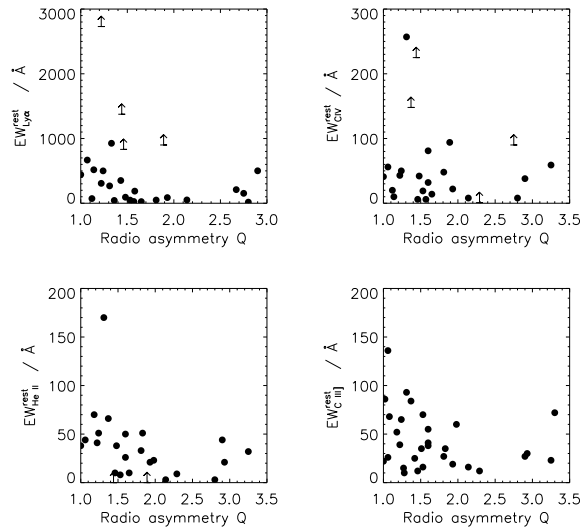 3000
2000
1000
0
EW^rest_Lyα / Å
1.0 1.5 2.0 2.5 3.0
Radio asymmetry Q
300
200
100
0
EW^rest_CIV / Å
1.0 1.5 2.0 2.5 3.0 3.5
Radio asymmetry Q
200
150
100
50
0
EW^rest_He II / Å
1.0 1.5 2.0 2.5 3.0 3.5
Radio asymmetry Q
200
150
100
50
0
EW^rest_C III] / Å
1.0 1.5 2.0 2.5 3.0 3.5
Radio asymmetry Q